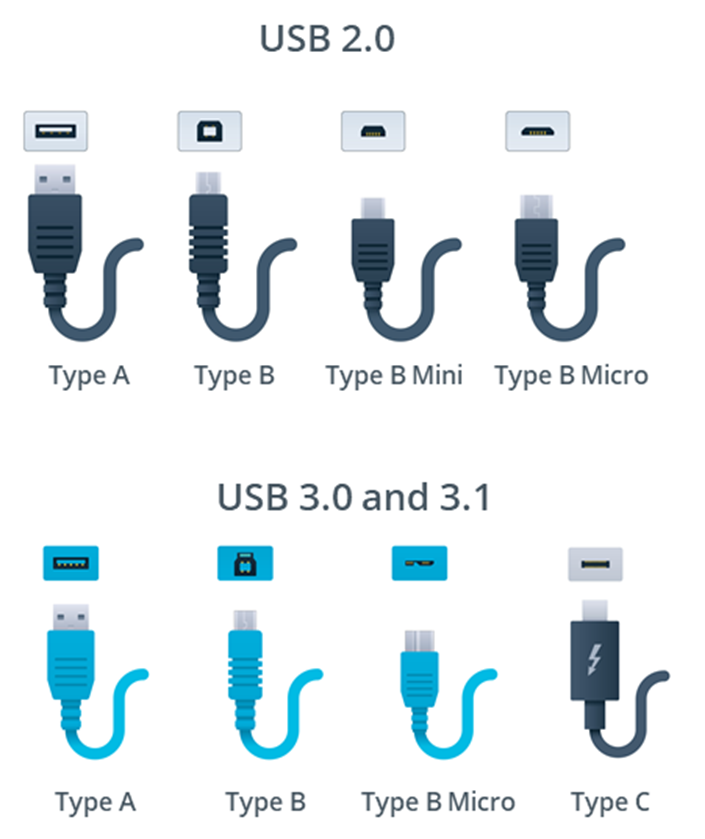 USB 2.0
Type A
Type B
Type B Mini
Type B Micro
USB 3.0 and 3.1
Type A
Type B
Type B Micro
Type C